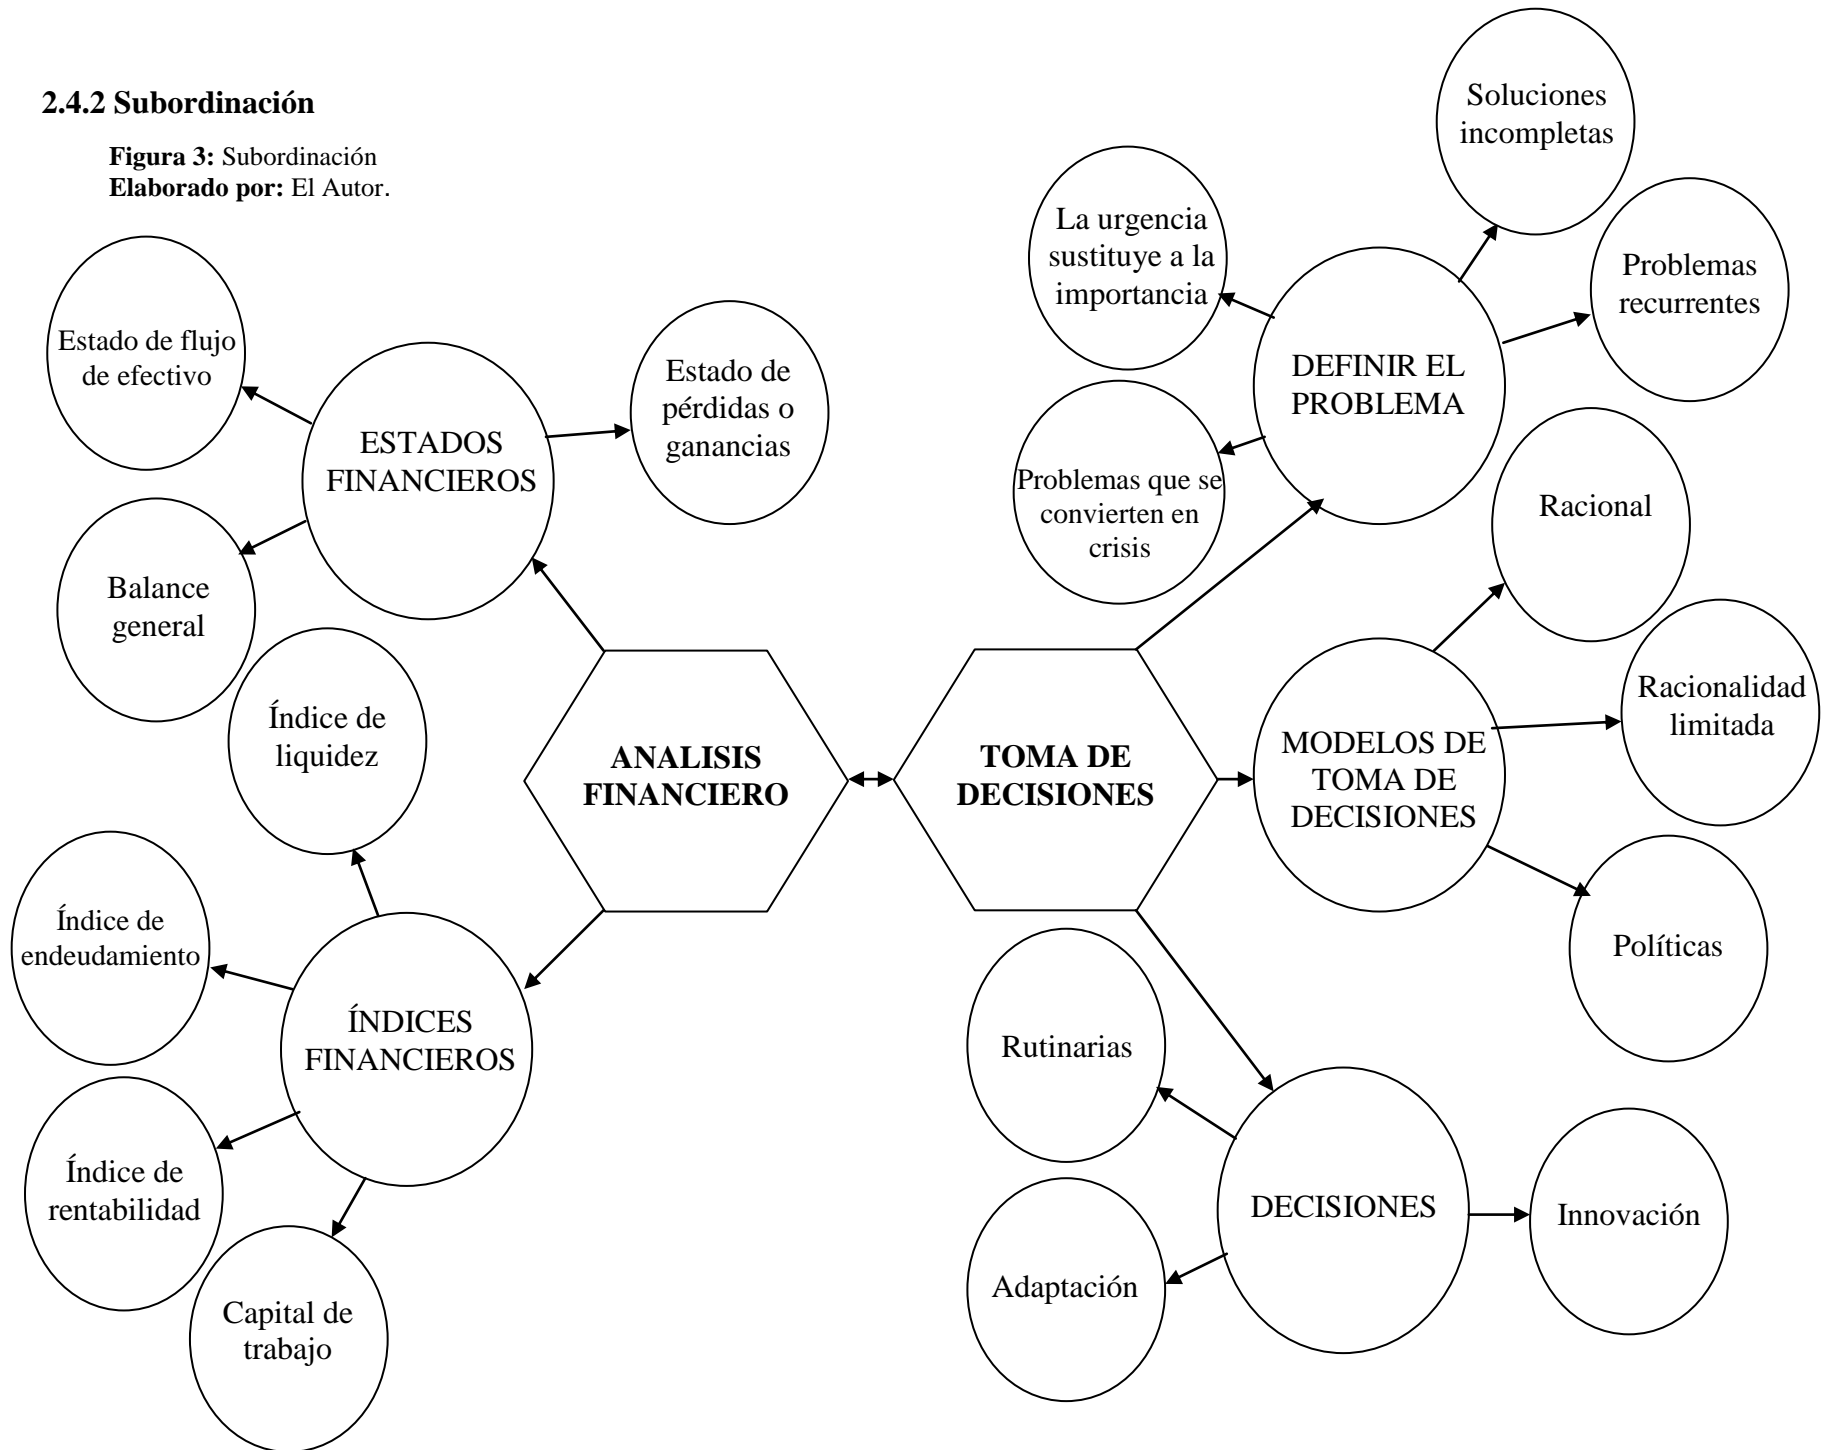 2.4.2 Subordinación
Figura 3: Subordinación
Elaborado por: El Autor.
Estado de flujo
de efectivo
Estado de
pérdidas o
ganancias
ESTADOS
FINANCIEROS
Balance
general
Índice de
liquidez
ANALISIS
FINANCIERO
Índice de
endeudamiento
ÍNDICES
FINANCIEROS
Índice de
rentabilidad
Capital de
trabajo
Soluciones
incompletas
La urgencia
sustituye a la
importancia
Problemas
recurrentes
DEFINIR EL
PROBLEMA
Problemas que se
convierten en
crisis
Racional
Racionalidad
limitada
TOMA DE
DECISIONES
MODELOS DE
TOMA DE
DECISIONES
Políticas
Rutinarias
DECISIONES
Innovación
Adaptación